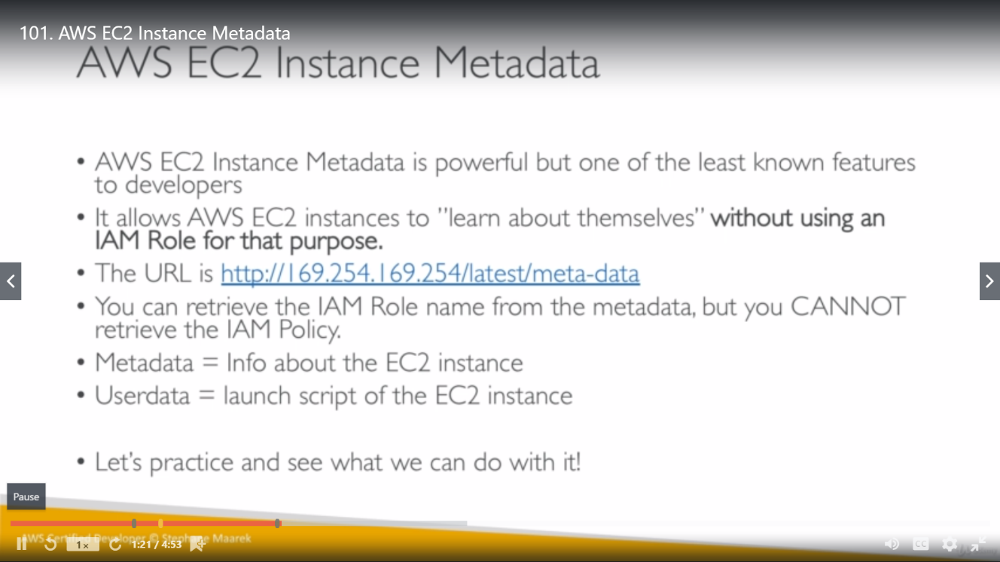 101. AWS EC2 Instance Metadata
AWS EC2 Instance Metadata
• AWS EC2 Instance Metadata is powerful but one of the least known features
to developers
• It allows AWS EC2 instances to ”learn about themselves” without using an
IAM Role for that purpose.
• The URL is http://169.254.169.254/latest/meta-data
• You can retrieve the IAM Role name from the metadata, but you CANNOT
retrieve the IAM Policy.
• Metadata = Info about the EC2 instance
• Userdata = launch script of the EC2 instance
• Let’s practice and see what we can do with it!
Pause
AWS Certified Developer © Stephane Maarek
1x
1:21 / 4:53
CC